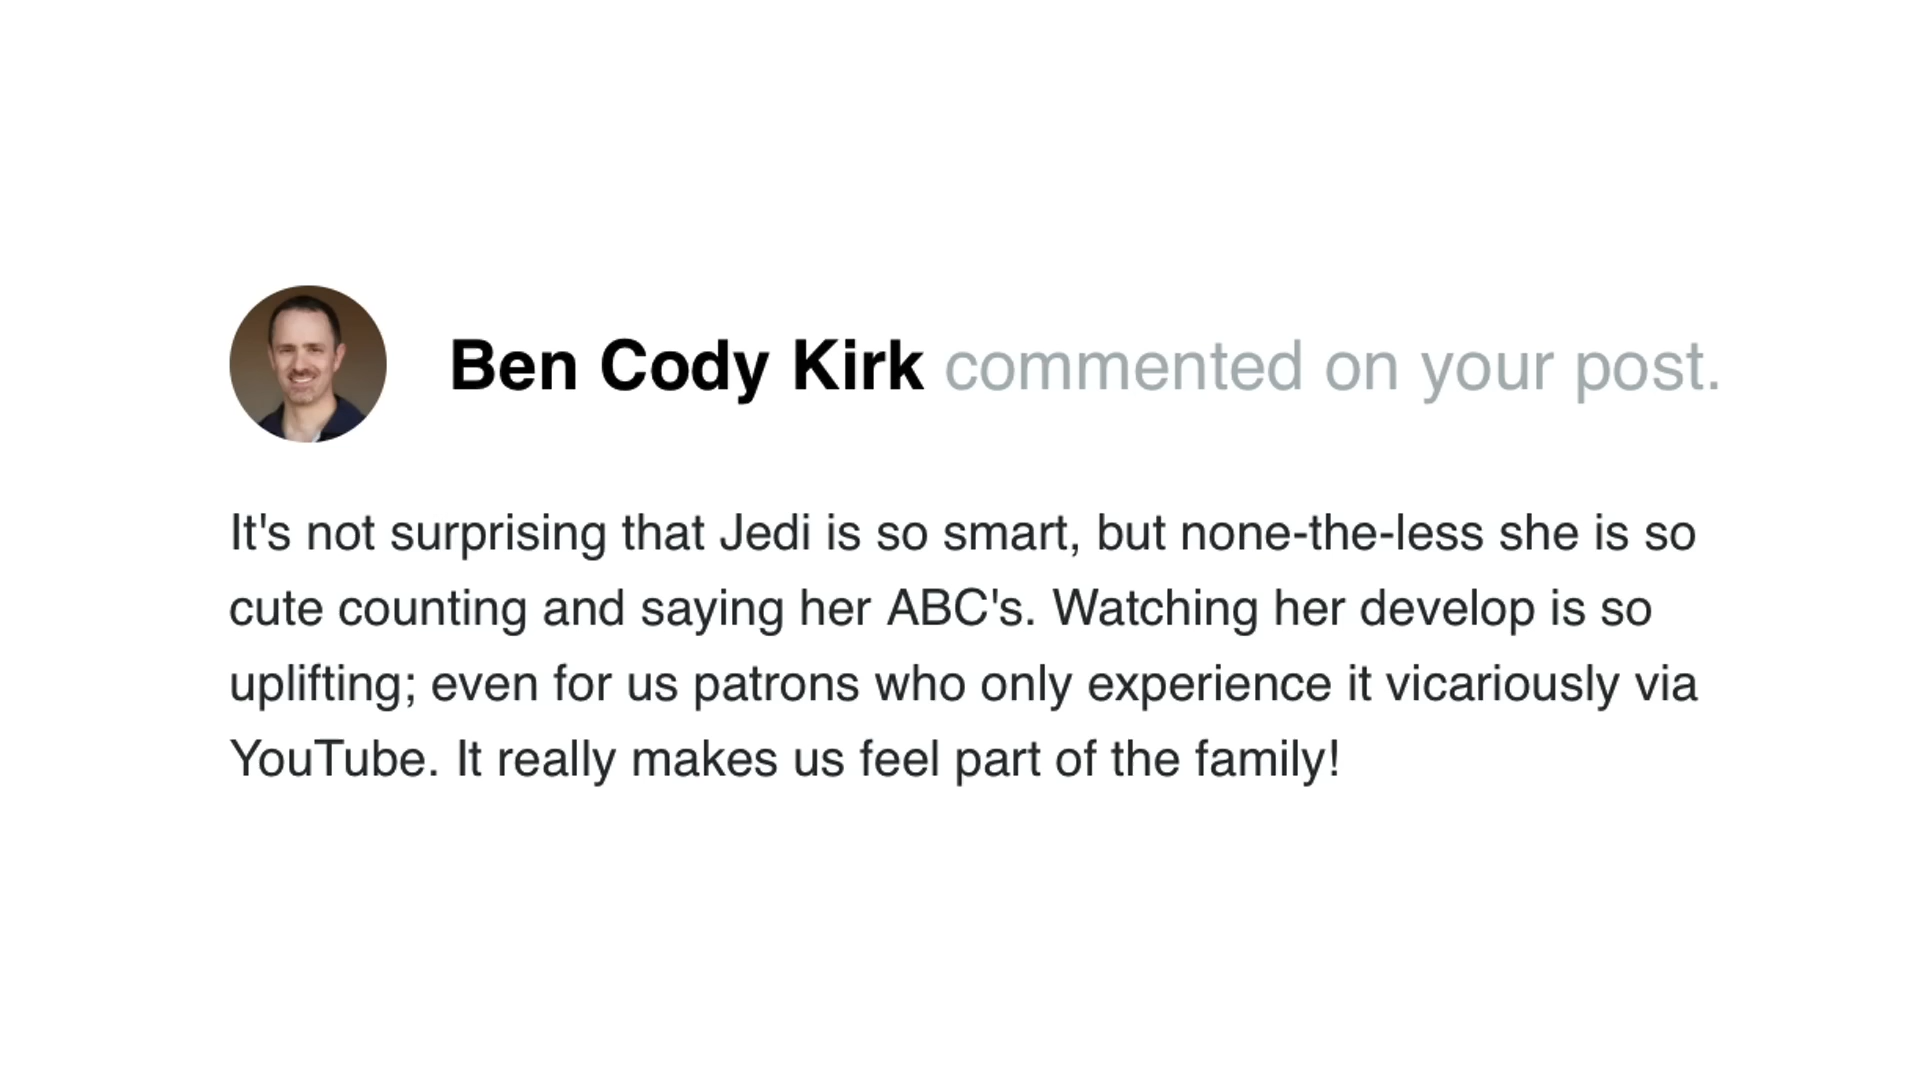 Ben Cody Kirk commented on your post.
It's not surprising that Jedi is so smart, but none-the-less she is so
cute counting and saying her ABC's. Watching her develop is so
uplifting; even for us patrons who only experience it vicariously via
YouTube. It really makes us feel part of the family!